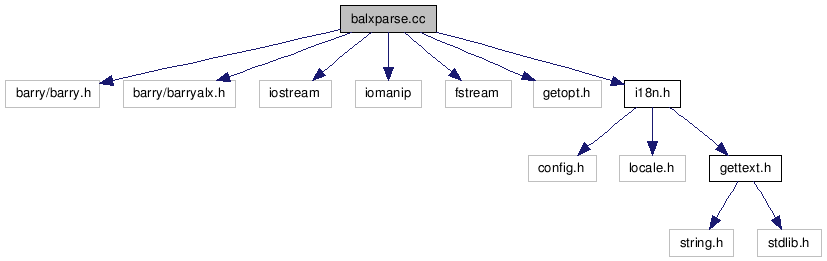 balxparse.cc
barry/barry.h barry/barryalx.h iostream iomanip fstream getopt.h i18n.h
config.h locale.h gettext.h
string.h stdlib.h